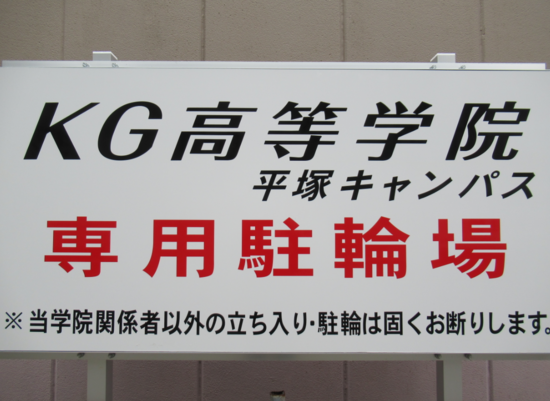 KG高等学院
平塚キャンパス
専用駐輪場
※当学院関係者以外の立ち入り・駐輪は固くお断りします。